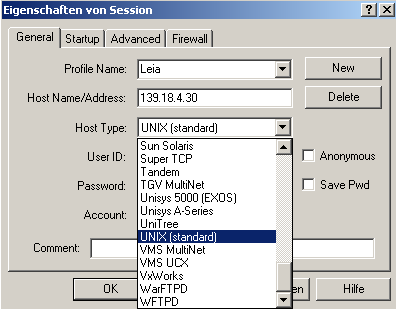 Eigenschaften von Session
General Startup Advanced Firewall
Profile Name: Leia New
Host Name/Address: 139.18.4.30 Delete
Host Type: UNIX (standard)
Sun Solaris
User ID: Super TCP Anonymous
Tandem
TGV MultiNet
Password: Unisys 5000 (EXOS) Save Pwd
Unisys A-Series
Account: UniTree
UNIX (standard)
Comment: VMS MultiNet
VMS UCX
VxWorks
OK WarFTPD en Hilfe
WFTPD